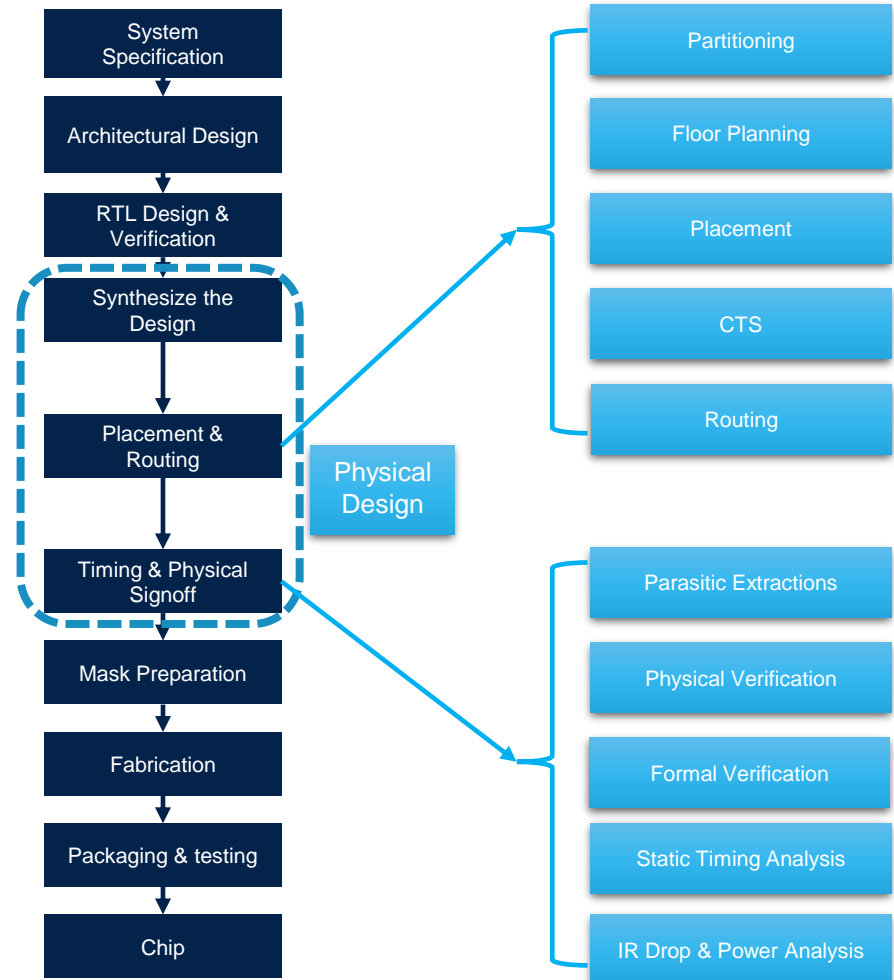 System
Specification
Architectural Design
RTL Design &
Verification
Synthesize the
Design
Placement &
Routing
Timing & Physical
Signoff
Mask Preparation
Fabrication
Packaging & testing
Chip
Physical
Design
Partitioning
Floor Planning
Placement
CTS
Routing
Parasitic Extractions
Physical Verification
Formal Verification
Static Timing Analysis
IR Drop & Power Analysis